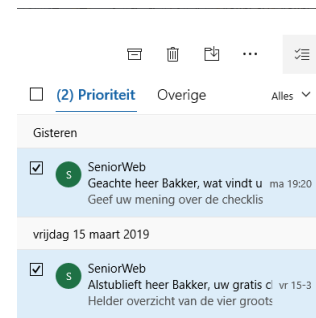 (2) Prioriteit Overige Alles
Gisteren
S SeniorWeb
Geachte heer Bakker, wat vindt u ma 19:20
Geef uw mening over de checklis
vrijdag 15 maart 2019
S SeniorWeb
Alstublieft heer Bakker, uw gratis cl vr 15-3
Helder overzicht van de vier groots